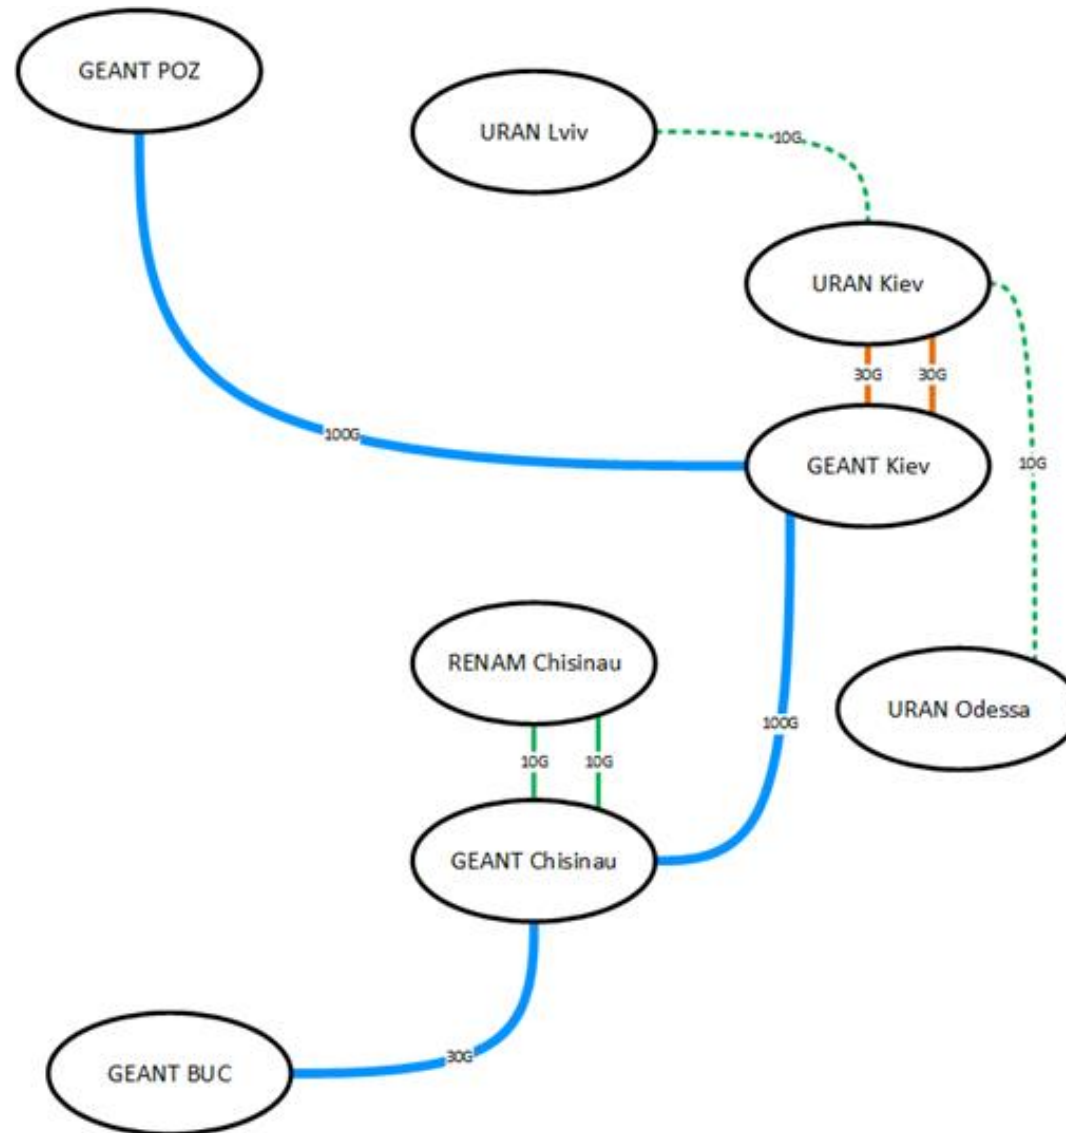 GEANT POZ
URAN Lviv
10G
URAN Kiev
30G
30G
GEANT Kiev
100G
10G
RENAM Chisinau
URAN Odessa
100G
10G
10G
GEANT Chisinau
30G
GEANT BUC